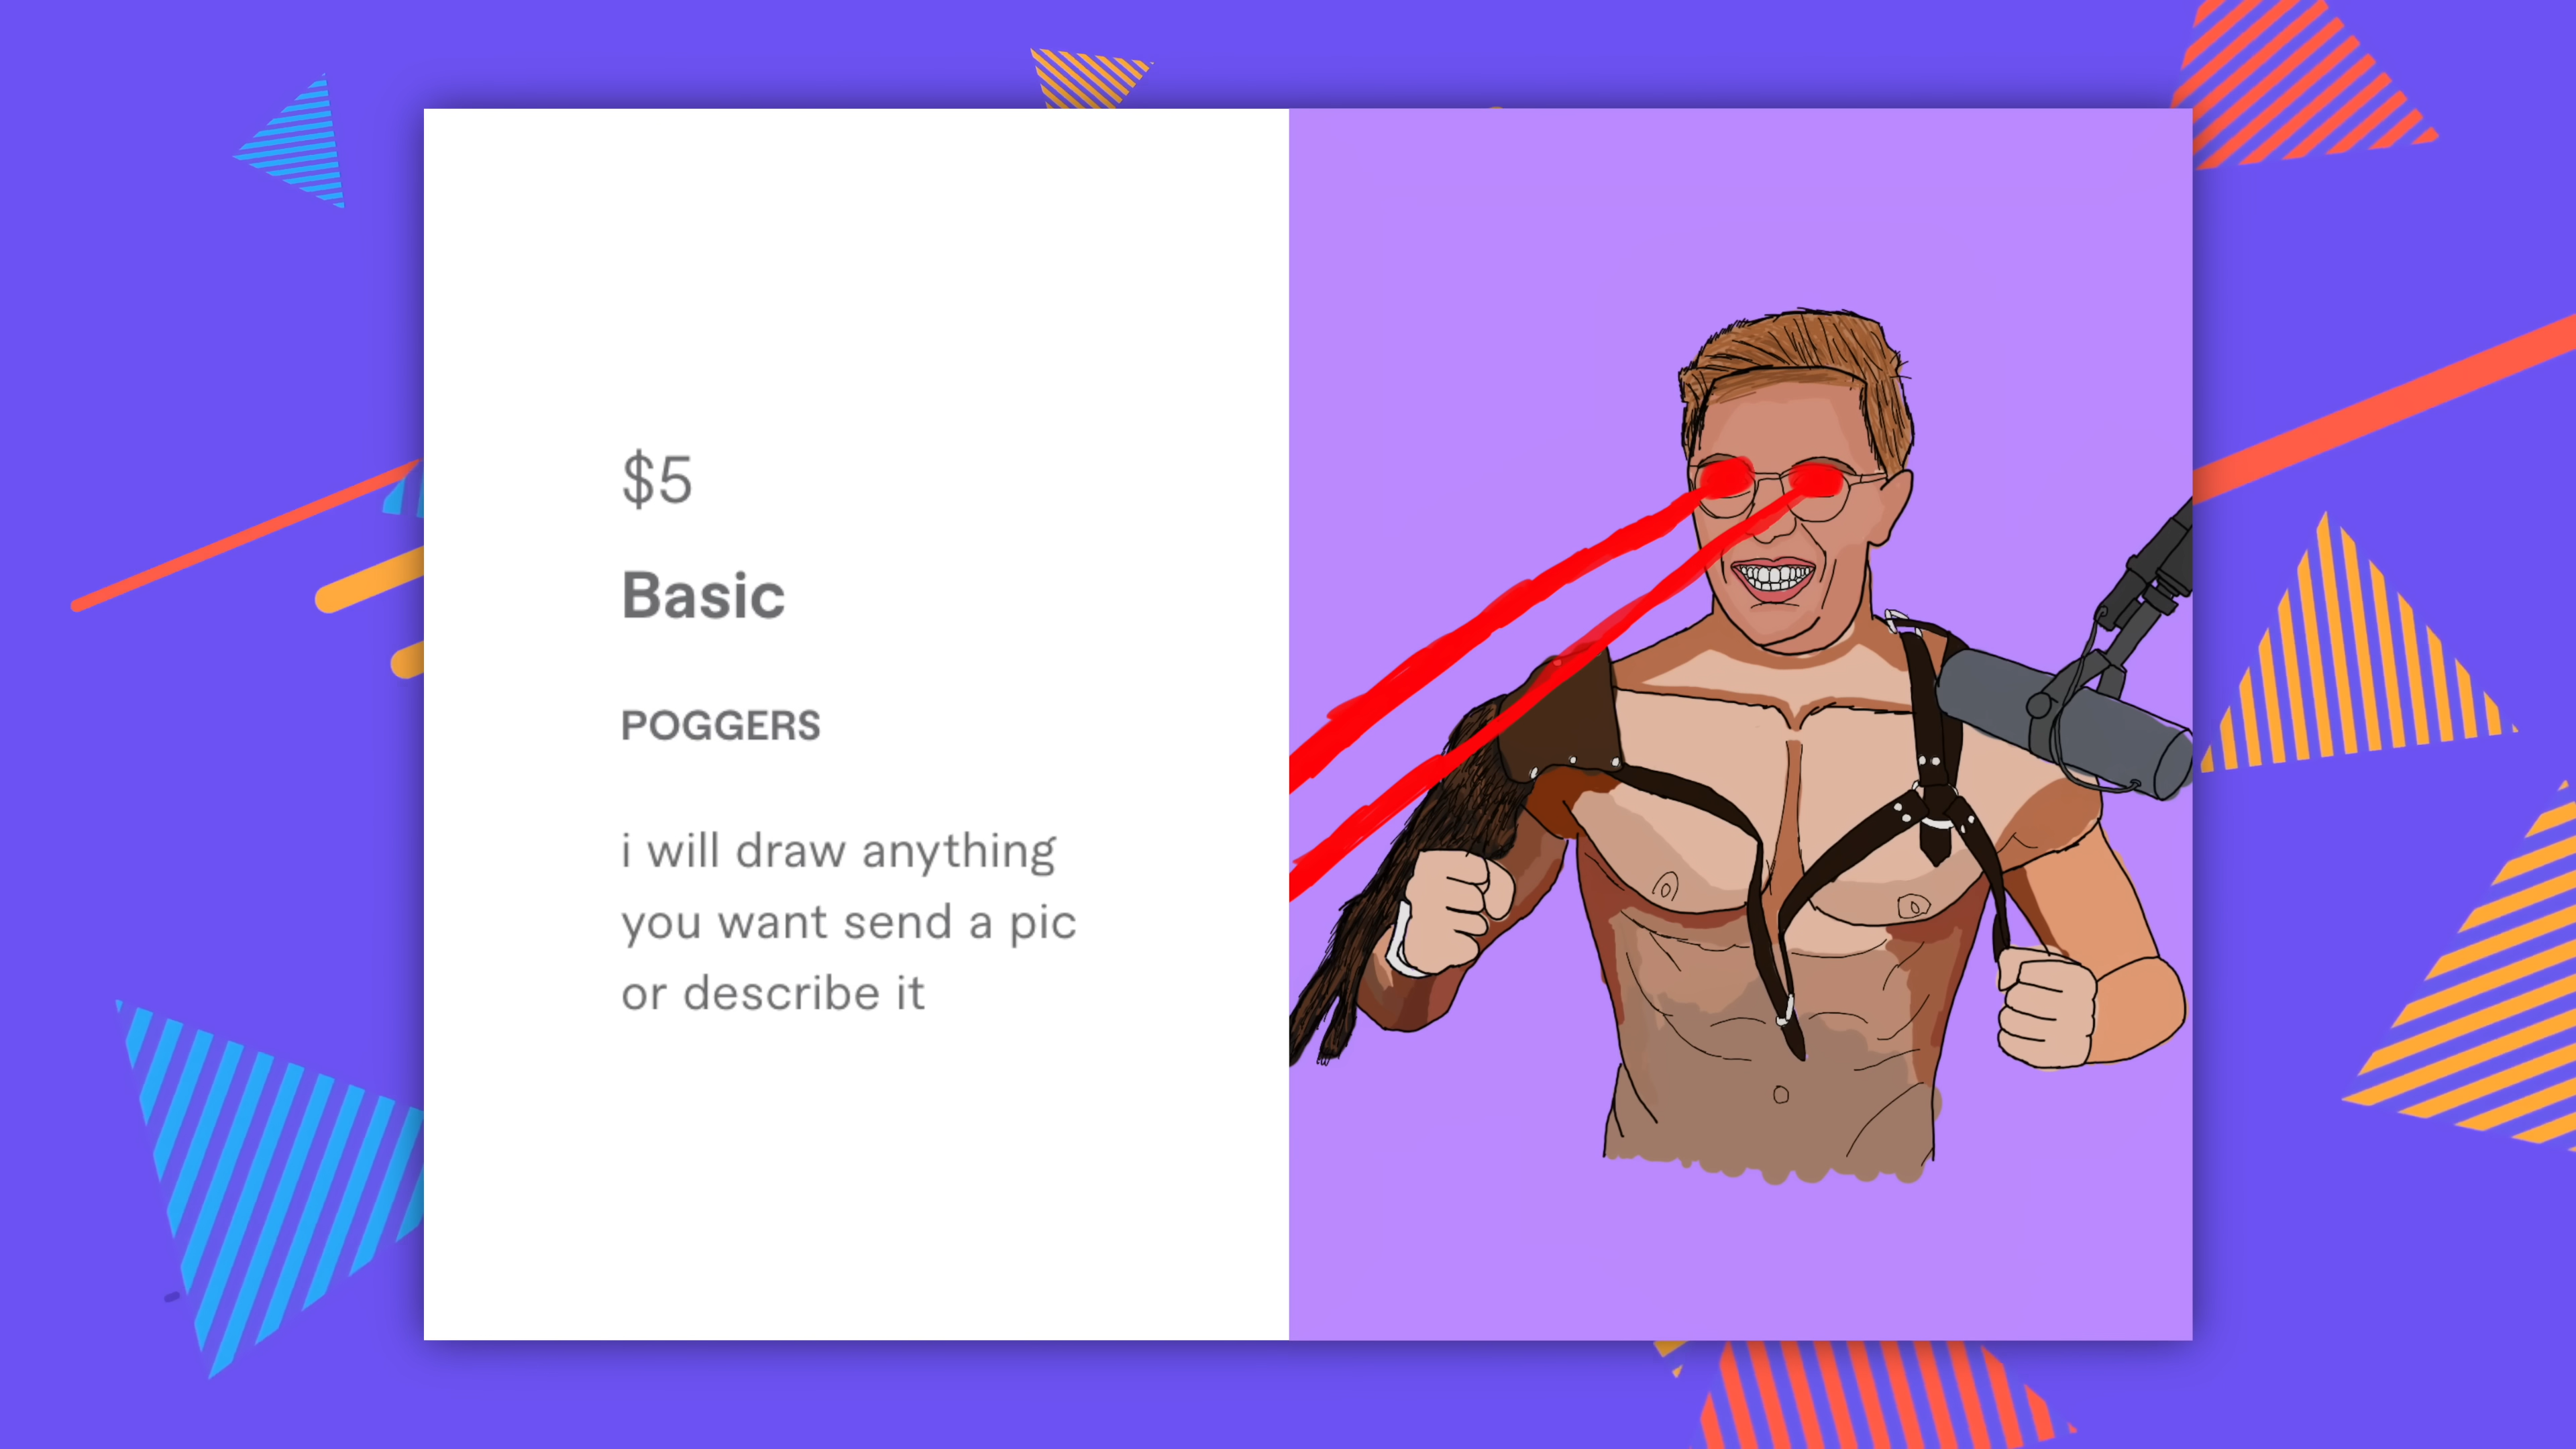 $5
Basic
POGGERS
i will draw anything
you want send a pic
or describe it